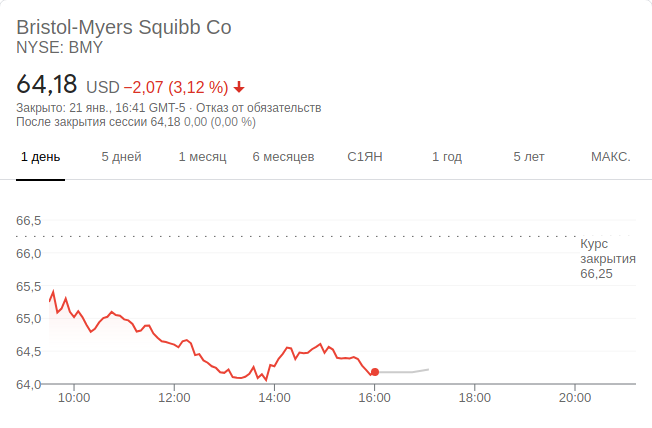 Bristol-Myers Squibb Co
NYSE: BMY
64,18 USD −2,07 (3,12 %)
Закрыто: 21 янв., 16:41 GMT-5 · Отказ от обязательств
После закрытия сессии 64,18 0,00 (0,00 %)
1 день 5 дней 1 месяц 6 месяцев С1ЯН 1 год 5 лет МАКС.
66,5
Курс
66,0
закрытия
66,25
65,5
65,0
64,5
64,0
10:00 12:00 14:00 16:00 18:00 20:00